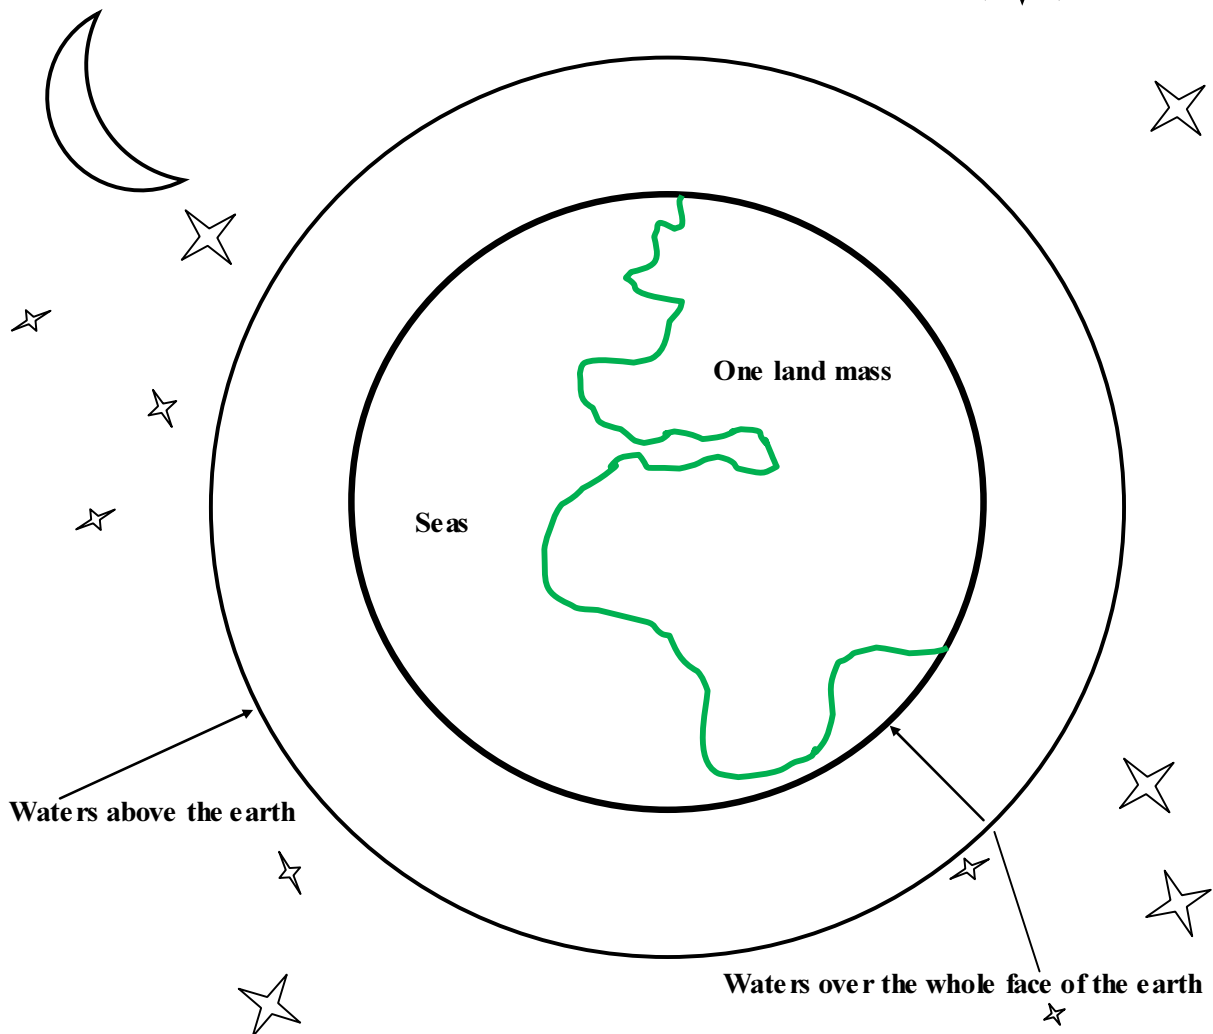 One land mass
Seas
Waters above the earth
Waters over the whole face of the earth